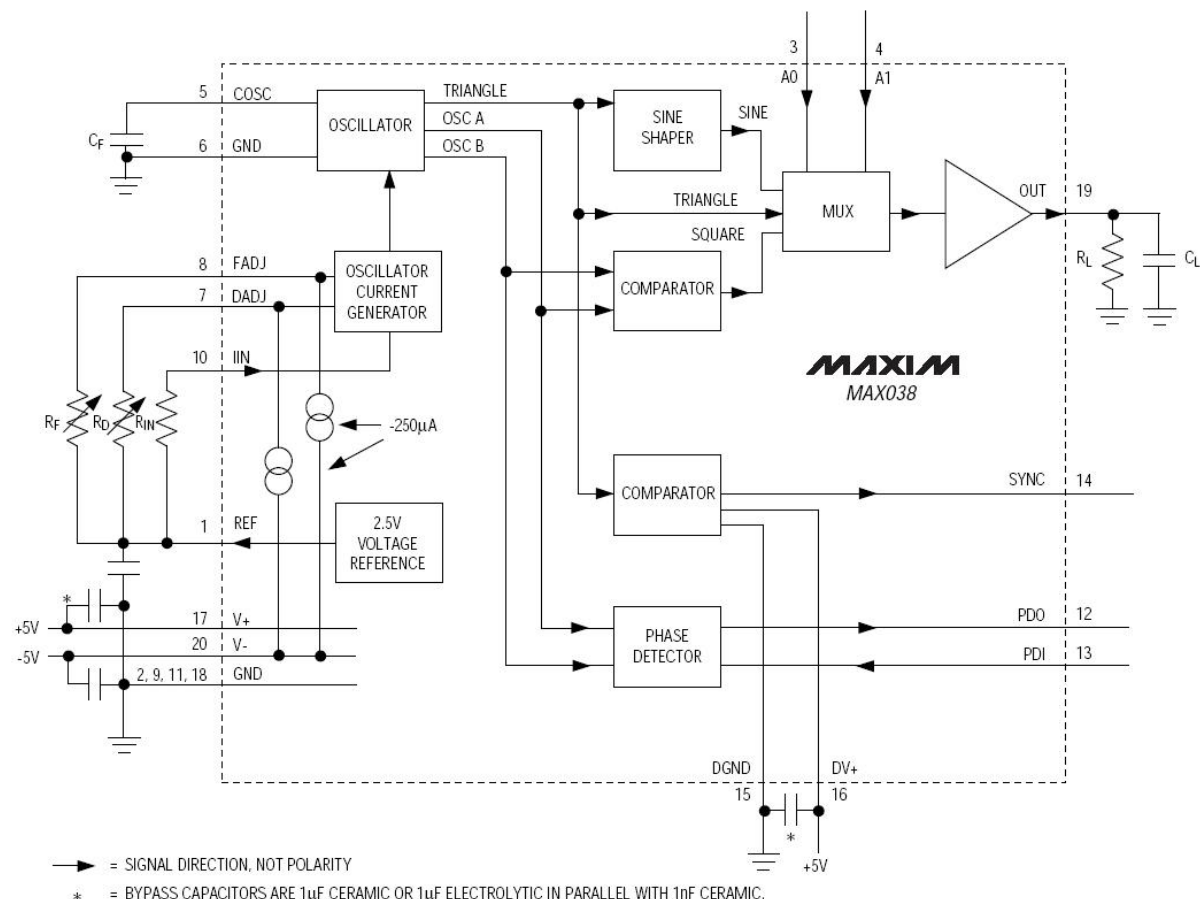 3
4
A0
A1
5
COSC
TRIANGLE
OSC A
OSC B
OSCILLATOR
SINE
SHAPER
SINE
CF
6
GND
TRIANGLE
MUX
OUT
19
SQUARE
RL
CL
8
FADJ
7
DADJ
OSCILLATOR
CURRENT
GENERATOR
COMPARATOR
10
IIN
MAXIM
MAX038
RF
RD
RIN
-250μA
COMPARATOR
SYNC
14
1
REF
2.5V
VOLTAGE
REFERENCE
*
+5V
17
V+
-5V
20
V-
2, 9, 11, 18
GND
PHASE
DETECTOR
PDO
12
PDI
13
DGND
DV+
15
16
*
+5V
= SIGNAL DIRECTION, NOT POLARITY
* = BYPASS CAPACITORS ARE 1μF CERAMIC OR 1μF ELECTROLYTIC IN PARALLEL WITH 1nF CERAMIC.